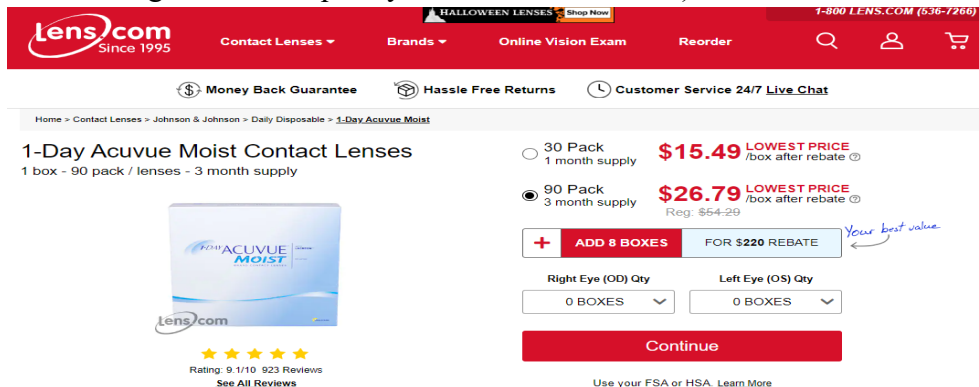 HALLOWEEN LENSES Shop Now
1-800 LENS.COM (536-7266)
Lens.com
Since 1995
Contact Lenses
Brands
Online Vision Exam
Reorder
Money Back Guarantee
Hassle Free Returns
Customer Service 24/7 Live Chat
Home > Contact Lenses > Johnson & Johnson > Daily Disposable > 1-Day Acuvue Moist
1-Day Acuvue Moist Contact Lenses
1 box - 90 pack / lenses - 3 month supply
1-DAY ACUVUE
MOIST
Lens.com
Rating: 9.1/10 923 Reviews
See All Reviews
30 Pack
1 month supply
$15.49 LOWEST PRICE
/box after rebate ?
90 Pack
3 month supply
$26.79 LOWEST PRICE
/box after rebate ?
Reg: $54.29
+ ADD 8 BOXES FOR $220 REBATE
Your best value
Right Eye (OD) Qty
0 BOXES
Left Eye (OS) Qty
0 BOXES
Continue
Use your FSA or HSA. Learn More